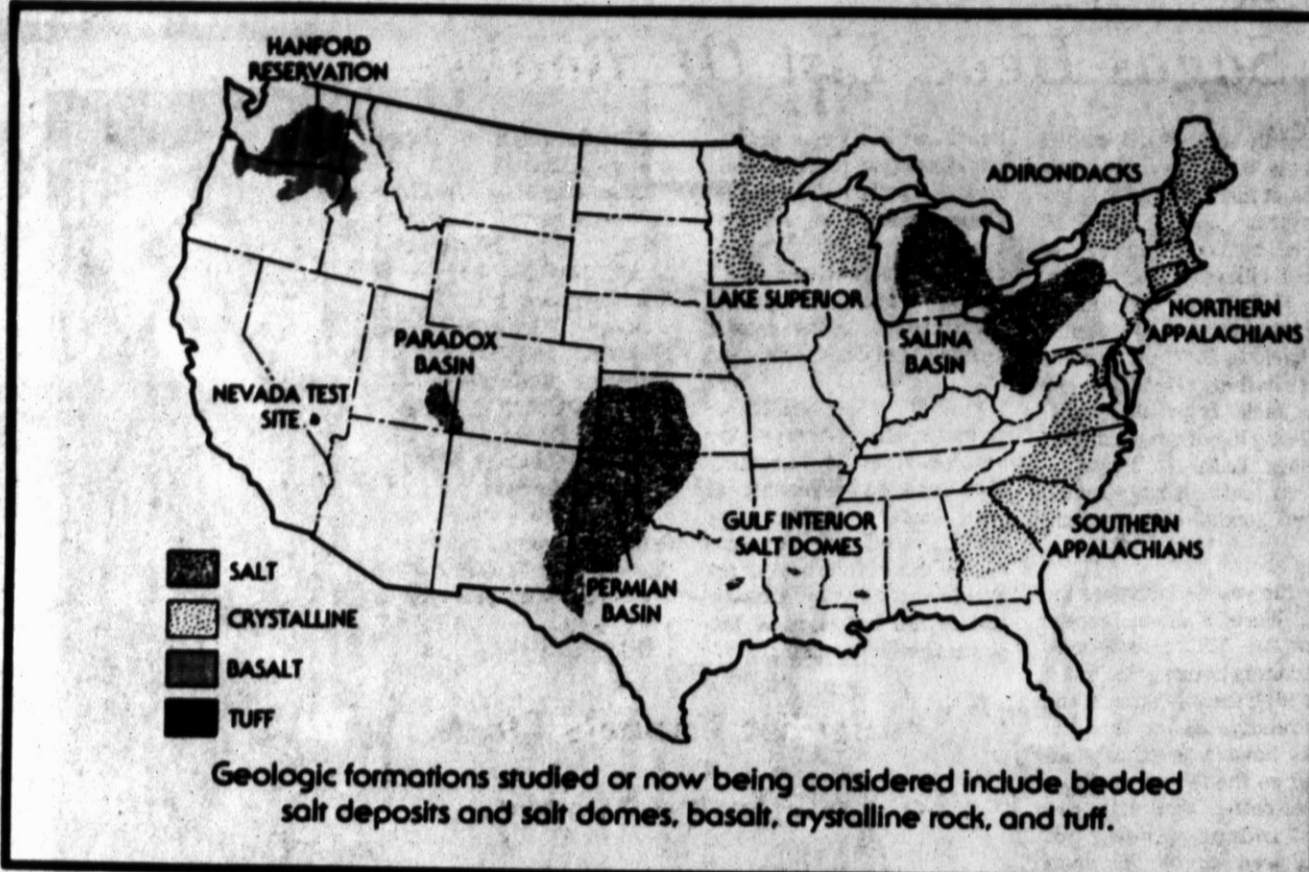 HANFORD
RESERVATION
ADIRONDACKS
LAKE SUPERIOR
NORTHERN
APPALACHIANS
PARADOX
BASIN
SALINA
BASIN
NEVADA TEST
SITE
GULF INTERIOR
SALT DOMES
SOUTHERN
APPALACHIANS
PERMIAN
BASIN
SALT
CRYSTALLINE
BASALT
TUFF
Geologic formations studied or now being considered include bedded
salt deposits and salt domes, basalt, crystalline rock, and tuff.